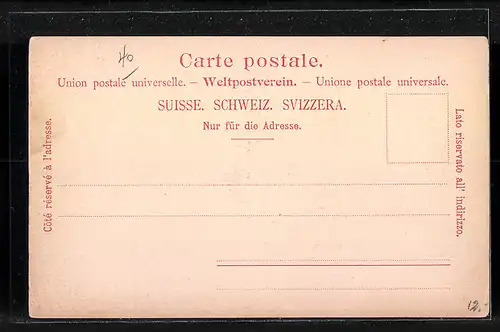 40
Carte postale.
Union postale universelle. – Weltpostverein. – Unione postale universale.
SUISSE. SCHWEIZ. SVIZZERA.
Nur für die Adresse.
Côté réservé à l'adresse.
Lato riservato all' indirizzo.
12.-